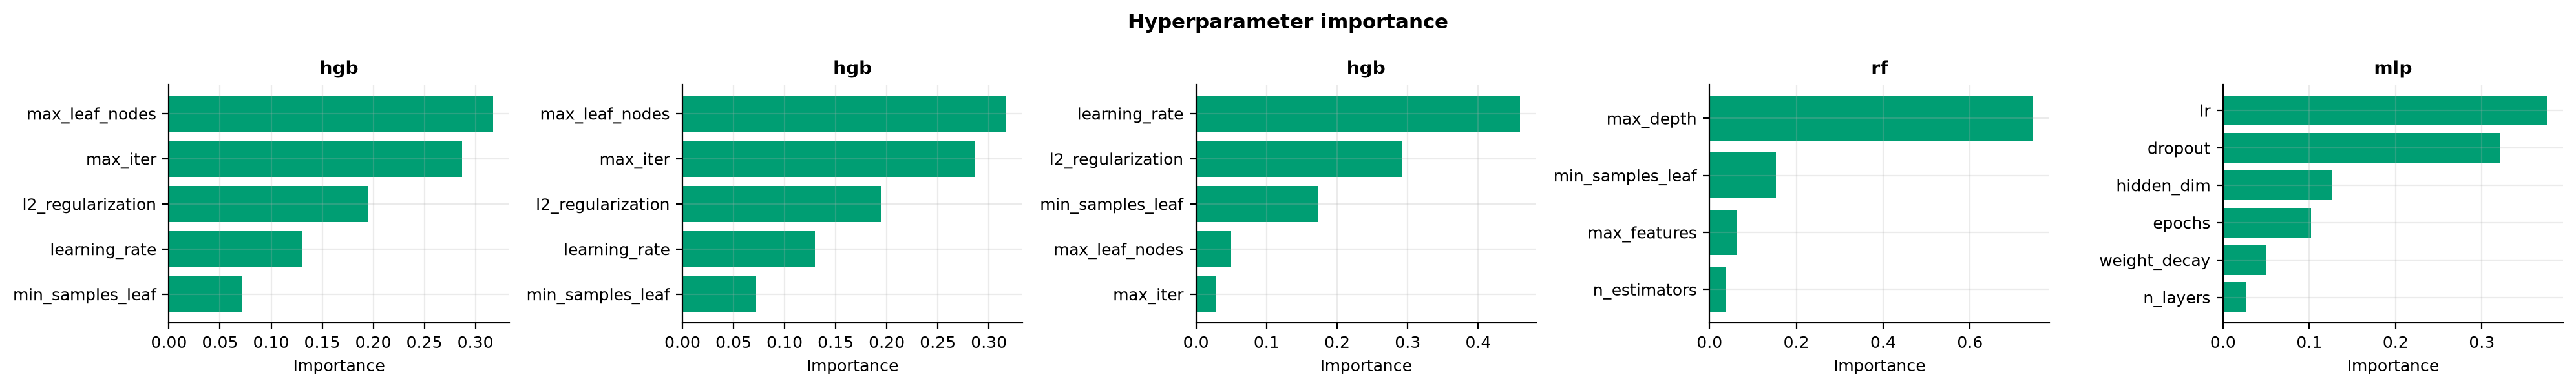 Hyperparameter importance
hgb
max_leaf_nodes
max_iter
l2_regularization
learning_rate
min_samples_leaf
0.00 0.05 0.10 0.15 0.20 0.25 0.30
Importance
hgb
max_leaf_nodes
max_iter
l2_regularization
learning_rate
min_samples_leaf
0.00 0.05 0.10 0.15 0.20 0.25 0.30
Importance
hgb
learning_rate
l2_regularization
min_samples_leaf
max_leaf_nodes
max_iter
0.0 0.1 0.2 0.3 0.4
Importance
rf
max_depth
min_samples_leaf
max_features
n_estimators
0.0 0.2 0.4 0.6
Importance
mlp
lr
dropout
hidden_dim
epochs
weight_decay
n_layers
0.0 0.1 0.2 0.3
Importance